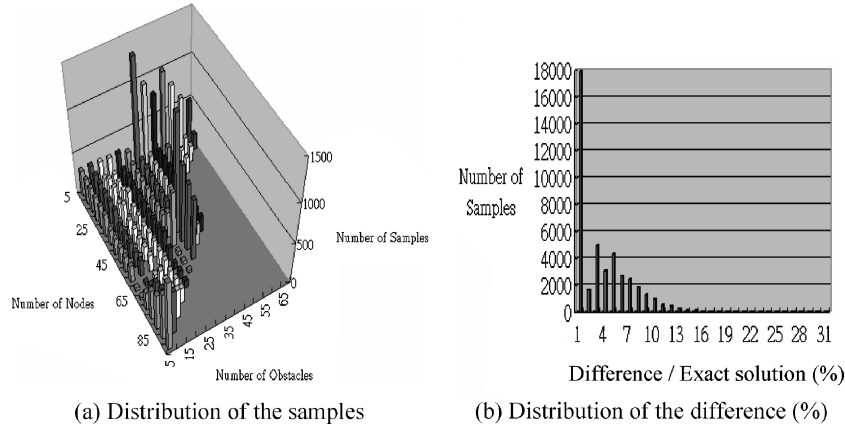 1500
1000
500
0
Number of Samples
5
25
45
65
85
Number of Nodes
5
15
25
35
45
55
65
Number of Obstacles
(a) Distribution of the samples
18000
16000
14000
12000
10000
8000
6000
4000
2000
0
Number of
Samples
1 4 7 10 13 16 19 22 25 28 31
Difference / Exact solution (%)
(b) Distribution of the difference (%)